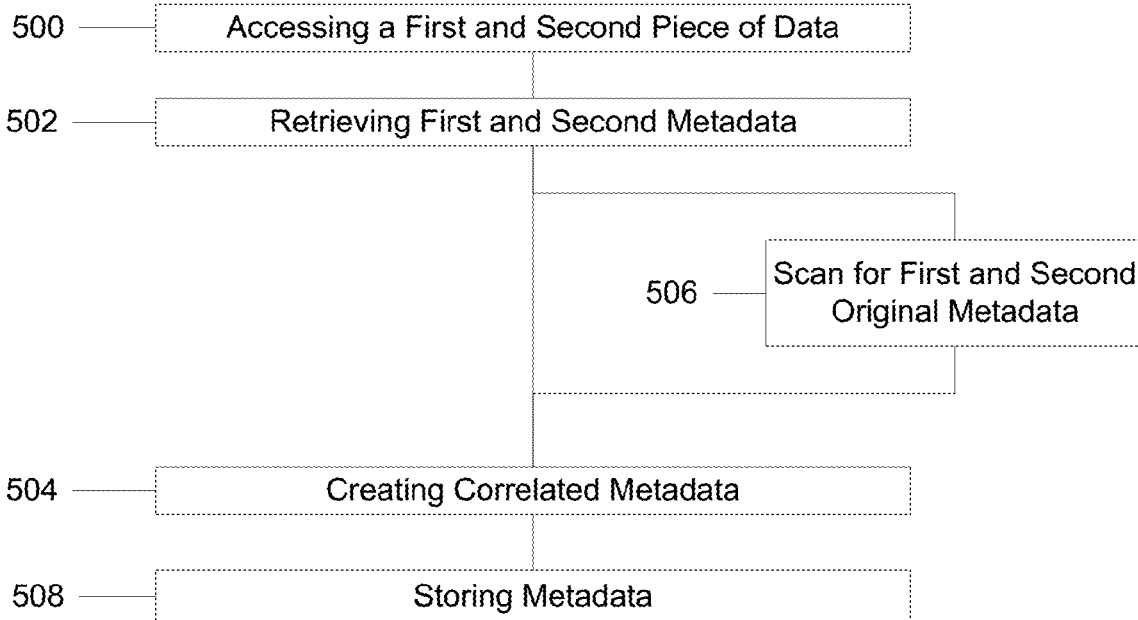 500 Accessing a First and Second Piece of Data
502 Retrieving First and Second Metadata
506 Scan for First and Second
Original Metadata
504 Creating Correlated Metadata
508 Storing Metadata